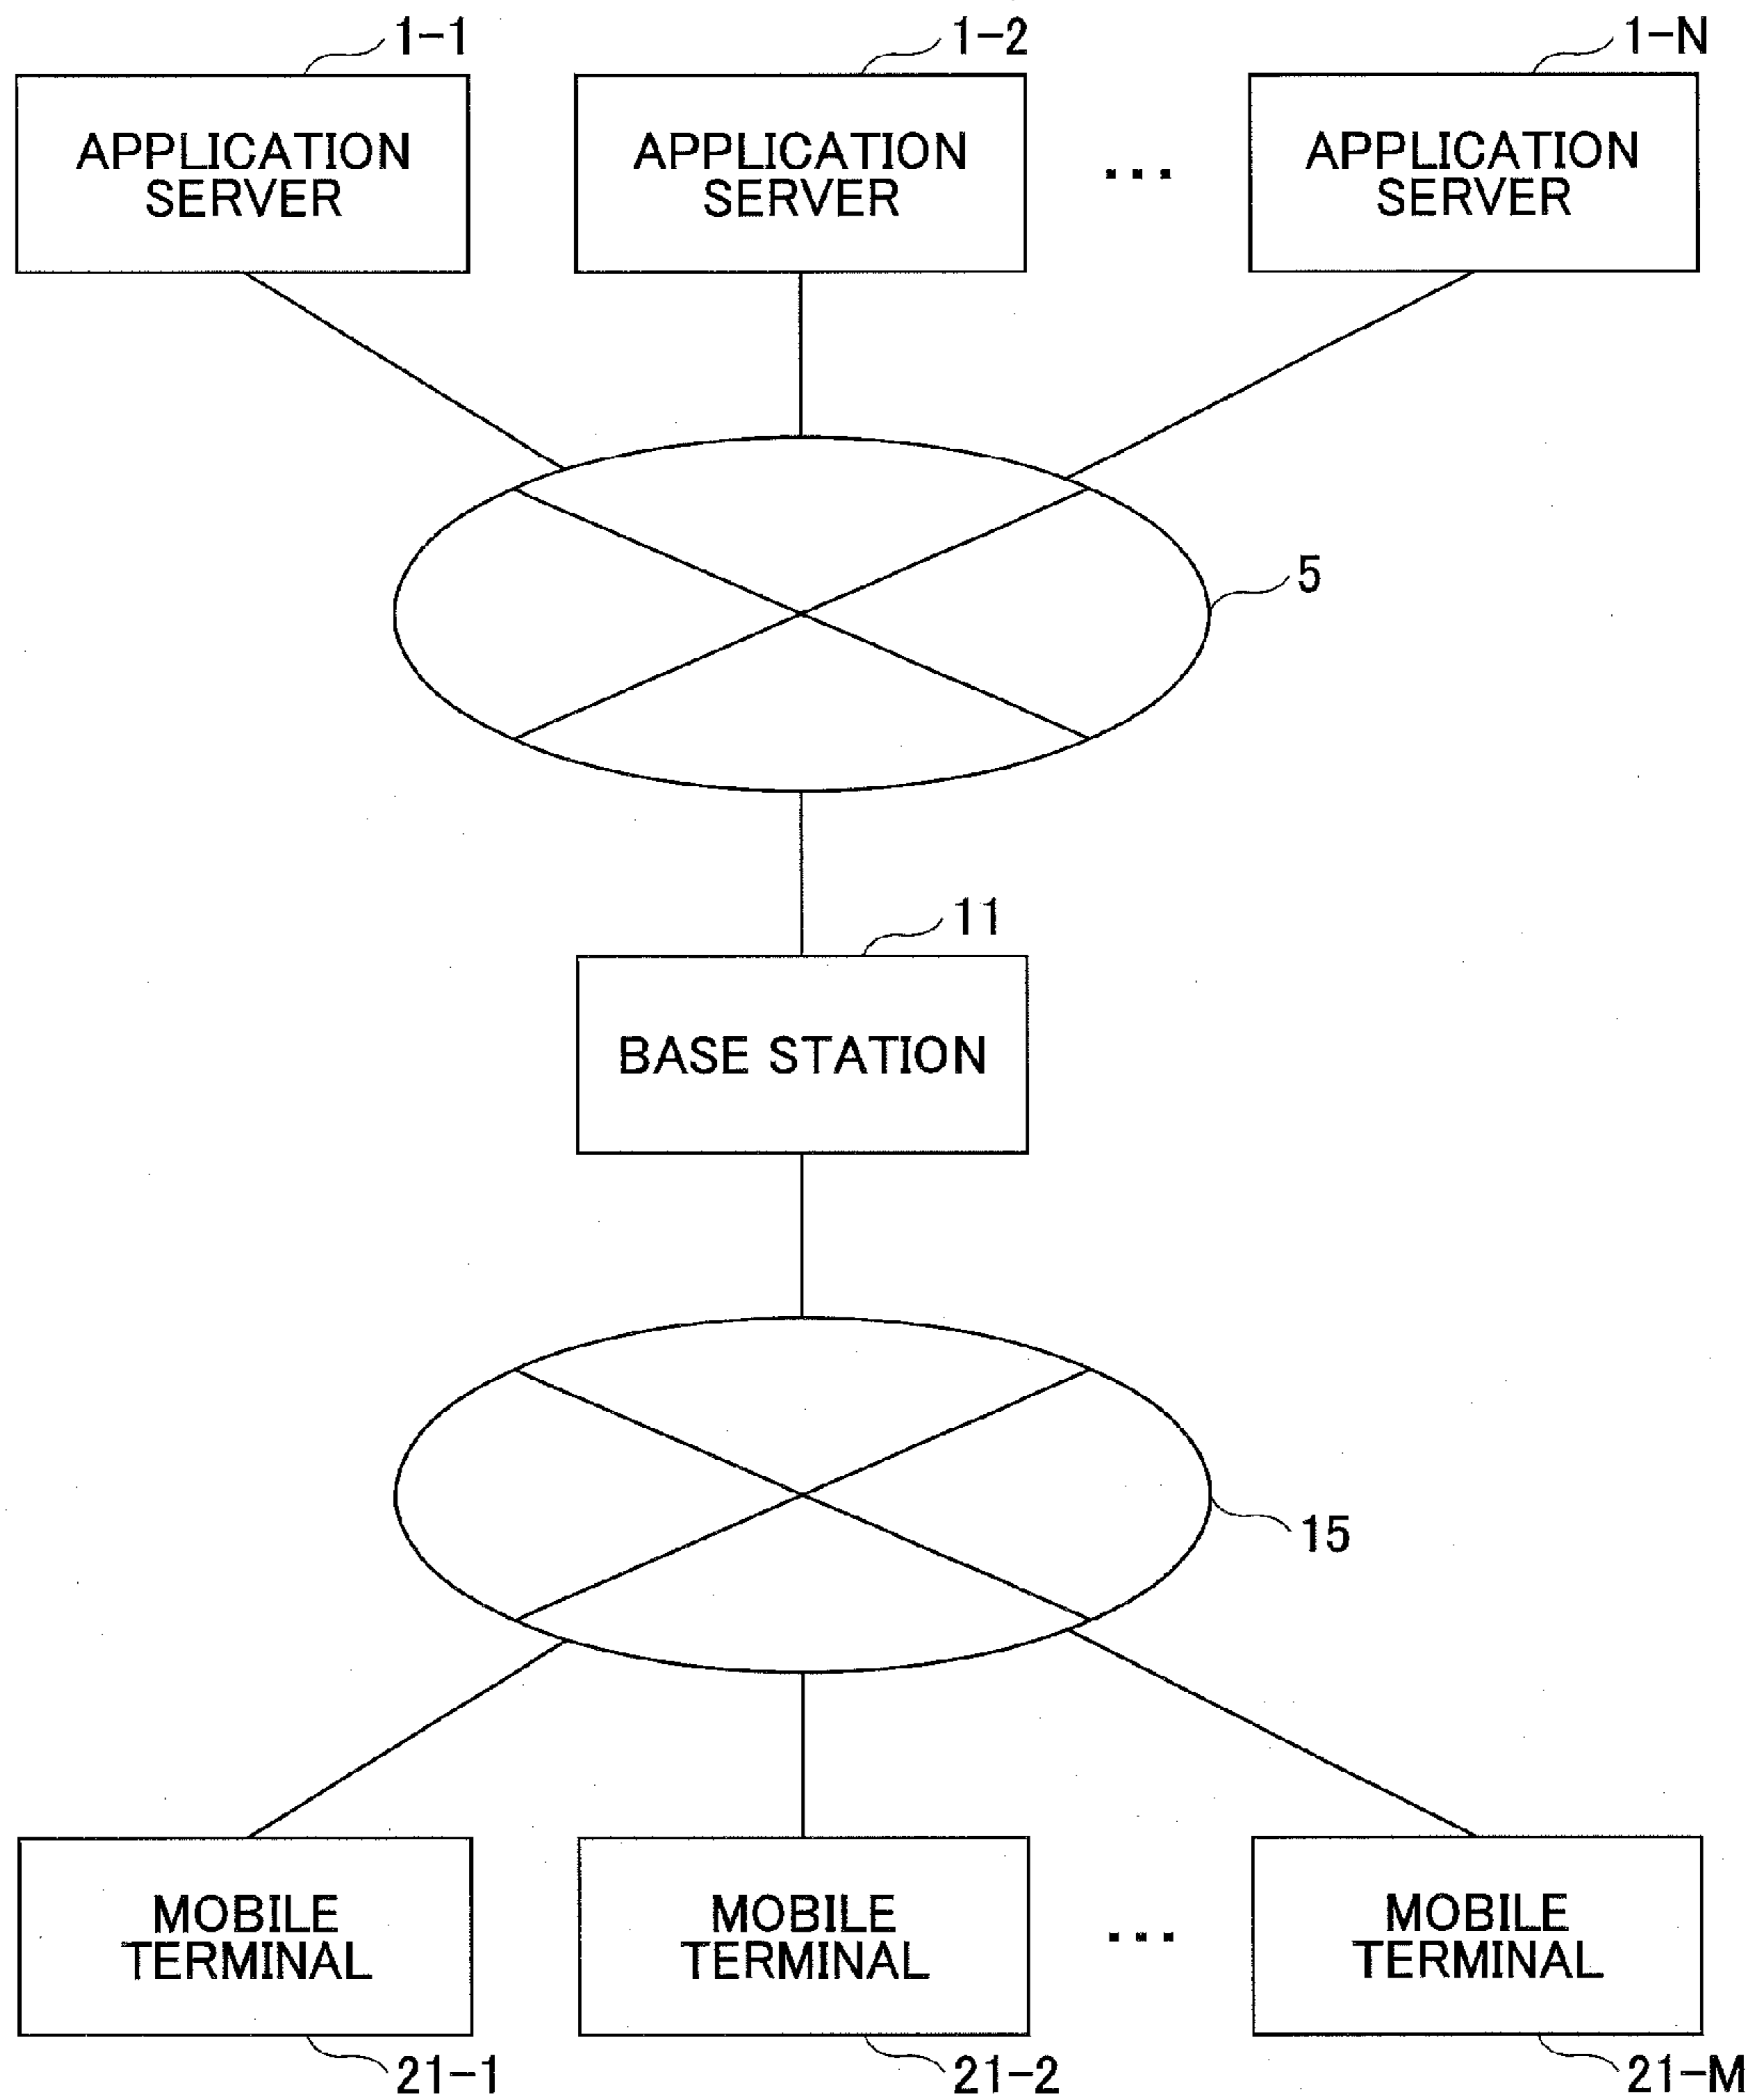 1-1
1-2
1-N
APPLICATION
SERVER
APPLICATION
SERVER
...
APPLICATION
SERVER
5
11
BASE STATION
15
MOBILE
TERMINAL
MOBILE
TERMINAL
...
MOBILE
TERMINAL
21-1
21-2
21-M